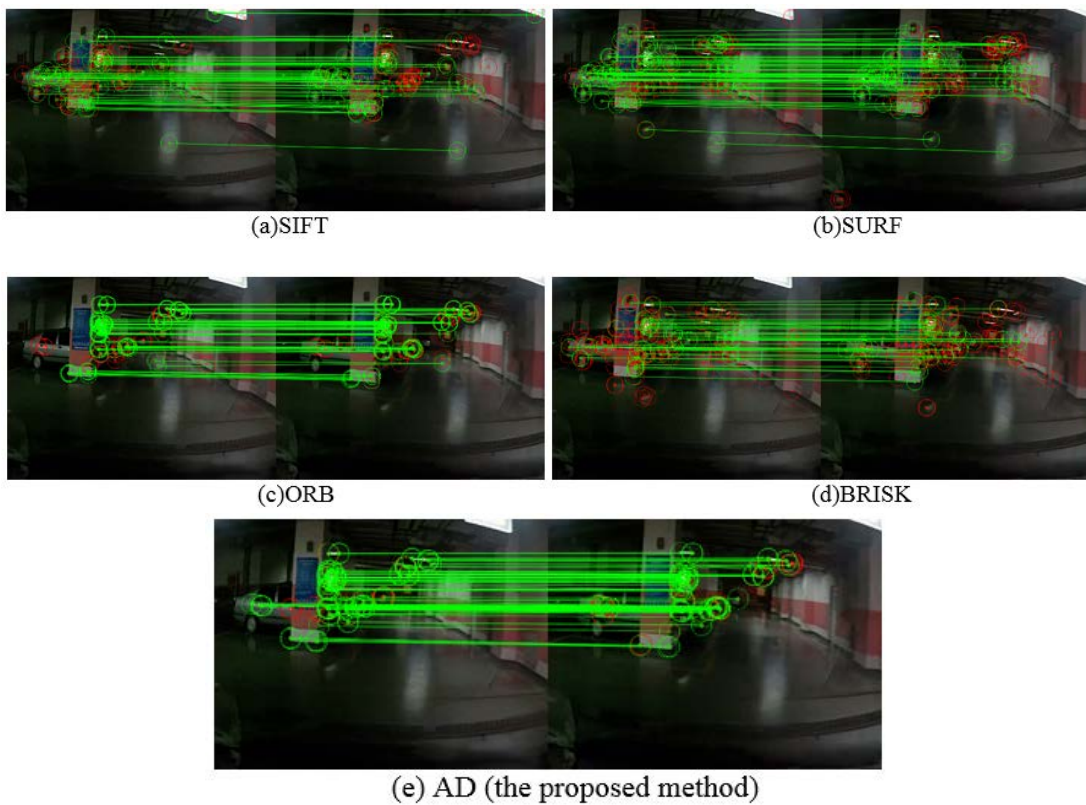 (a)SIFT
(b)SURF
(c)ORB
(d)BRISK
(e) AD (the proposed method)